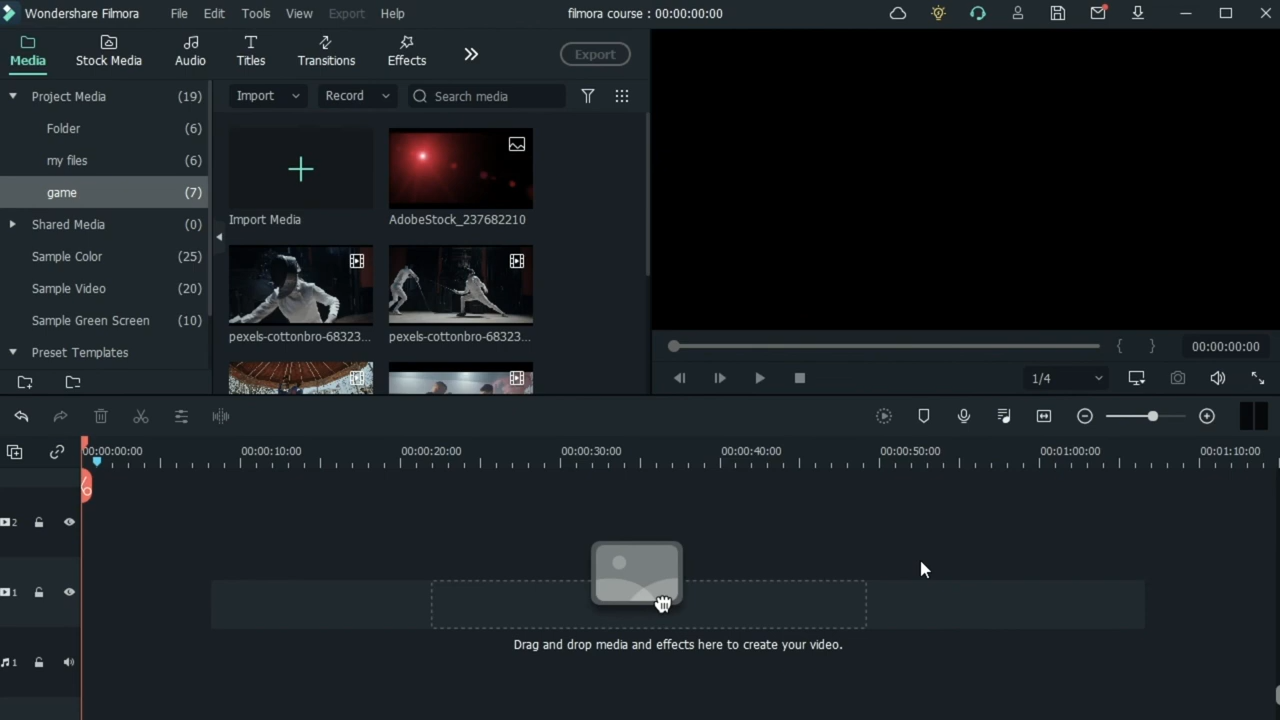 Wondershare Filmora File Edit Tools View Export Help filmora course : 00:00:00:00
Media Stock Media Audio Titles Transitions Effects Export
Project Media (19)
Folder (6)
my files (6)
game (7)
Shared Media (0)
Sample Color (25)
Sample Video (20)
Sample Green Screen (10)
Preset Templates
Import Record Search media
Import Media AdobeStock_237682210
pexels-cottonbro-68323... pexels-cottonbro-68323...
{ } 00:00:00:00
1/4
00:00:00:00 00:00:10:00 00:00:20:00 00:00:30:00 00:00:40:00 00:00:50:00 00:01:00:00 00:01:10:00
2
1
Drag and drop media and effects here to create your video.
1